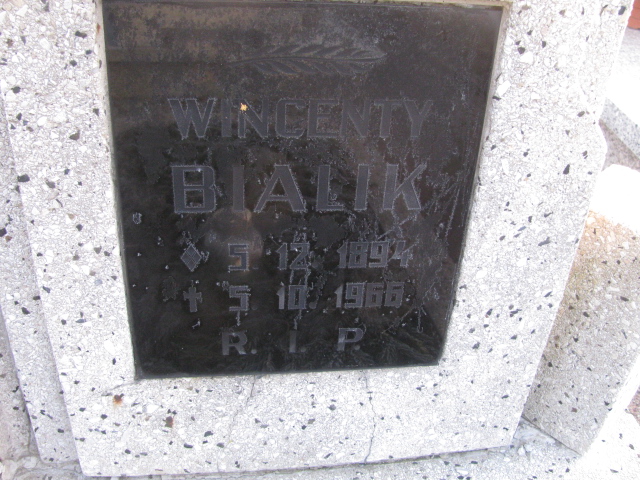 WINCENTY
BIALIK
5. 12. 1894
✝ 5 10. 1966
R. I. P.